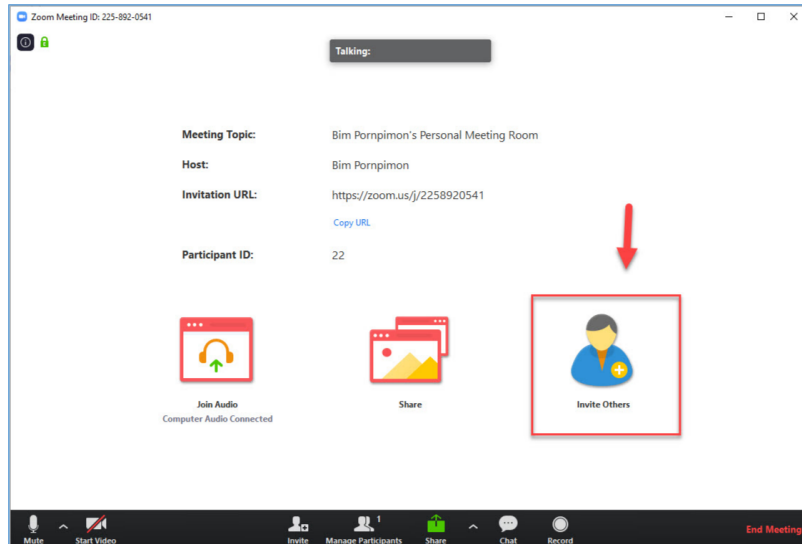 Zoom Meeting ID: 225-892-0541
Talking:
Meeting Topic: Bim Pornpimon's Personal Meeting Room
Host: Bim Pornpimon
Invitation URL: https://zoom.us/j/2258920541
Copy URL
Participant ID: 22
Join Audio Share Invite Others
Computer Audio Connected
1
Mute Start Video Invite Manage Participants Share Chat Record End Meeting